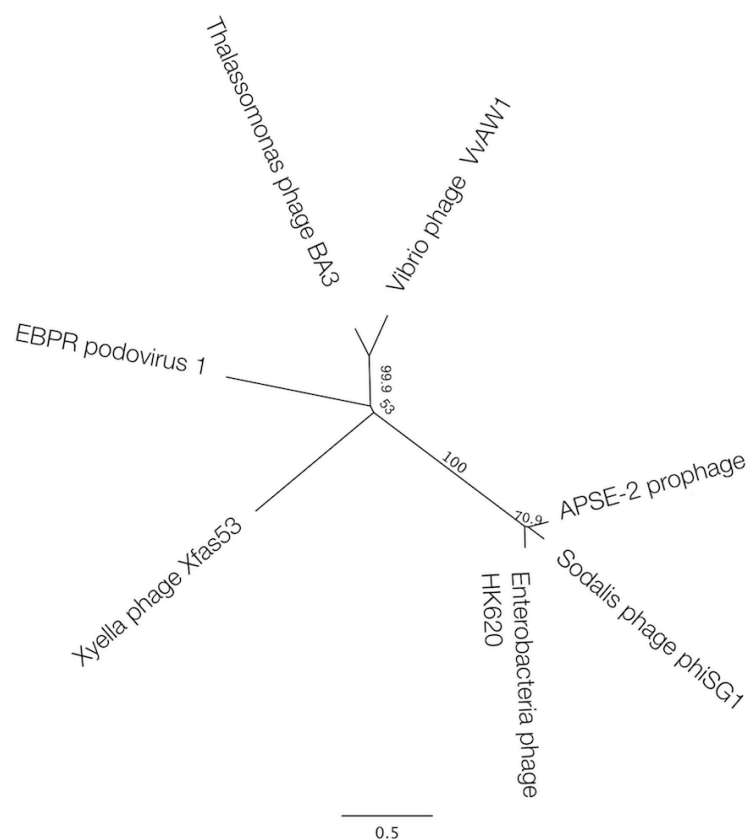 Thalassomonas phage BA3
Vibrio phage VvAW1
EBPR podovirus 1
99.9
53
100
70.9
APSE-2 prophage
Xyella phage Xfas53
Sodalis phage phiSG1
Enterobacteria phage
HK620
0.5